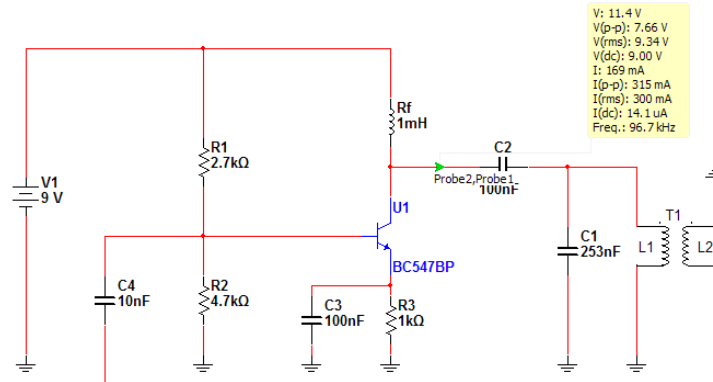 V: 11.4 V
V(p-p): 7.66 V
V(rms): 9.34 V
V(dc): 9.00 V
I: 169 mA
I(p-p): 315 mA
I(rms): 300 mA
I(dc): 14.1 uA
Freq.: 96.7 kHz
Rf
1mH
R1
2.7kΩ
C2
100nF
Probe2,Probe1_
V1
9 V
U1
BC547BP
T1
L1
L2
C1
253nF
C4
10nF
R2
4.7kΩ
C3
100nF
R3
1kΩ